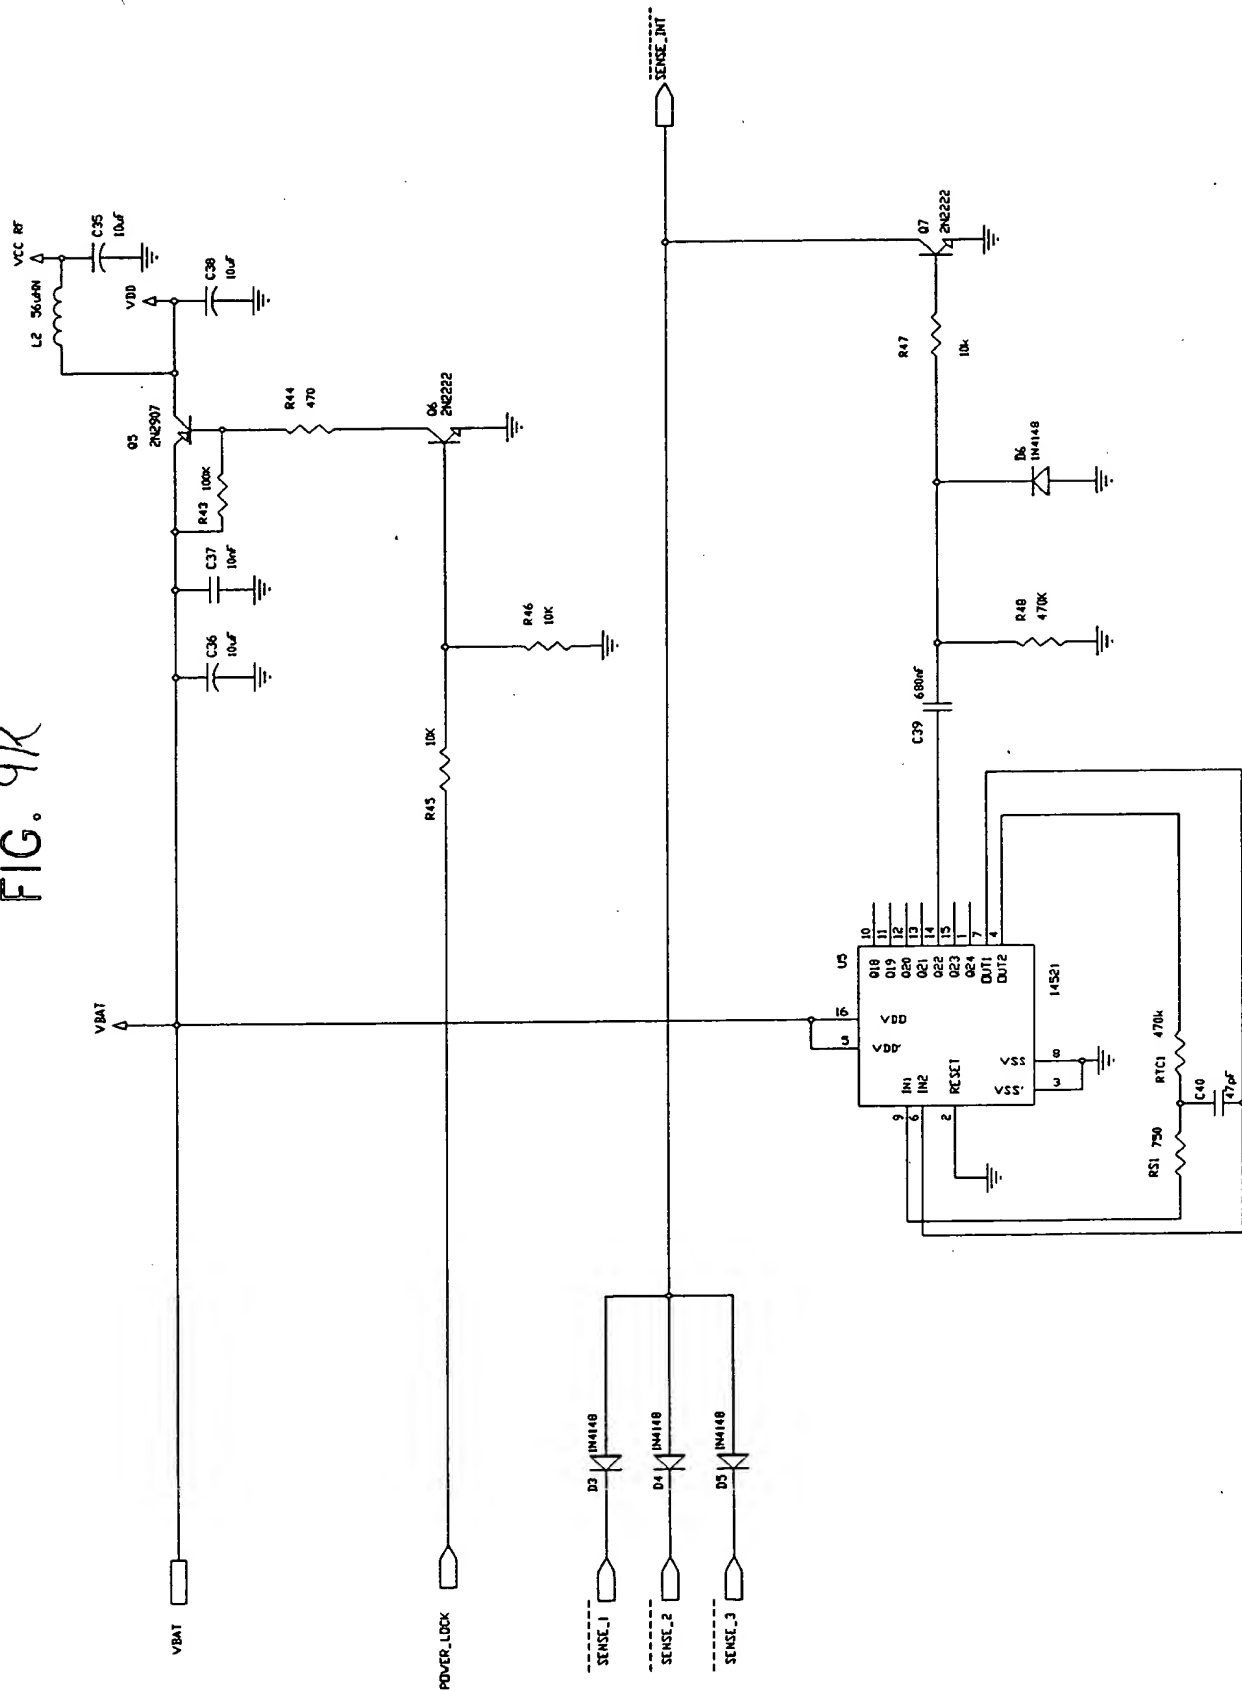 FIG. 9K
VCC RF
L2 56uHN
C35
10uF
VDD
C38
10uF
Q5
2N2907
R43 100K
R44
470
Q6
2N2222
C37
10nF
C36
10uF
R46
10K
R45
10K
VBAT
VBAT
POWER_LOCK
SENSE_INT
Q7
2N2222
R47
10k
D6
1N4148
R48
470K
C39
680nF
U5
14521
10
11
12
13
14
15
1
7
4
Q18
Q19
Q20
Q21
Q22
Q23
Q24
OUT1
OUT2
16
VDD
5
VDD'
VSS
8
VSS'
3
IN1
IN2
RESET
9
6
2
RTC1 470k
C40
47pF
RS1 750
D3
1N4148
D4
1N4148
D5
1N4148
SENSE_1
SENSE_2
SENSE_3